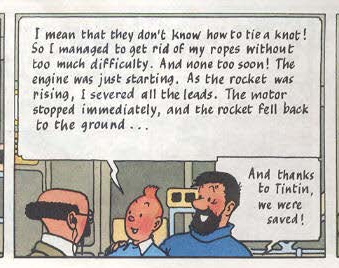 I mean that they don't know how to tie a knot!
So I managed to get rid of my ropes without
too much difficulty. And none too soon! The
engine was just starting. As the rocket was
rising, I severed all the leads. The motor
stopped immediately, and the rocket fell back
to the ground...
And thanks
to Tintin,
we were
saved!